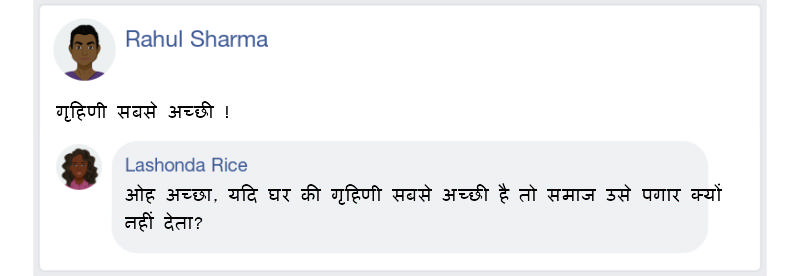 Rahul Sharma
गृहिणी सबसे अच्छी !
Lashonda Rice
ओह अच्छा, यदि घर की गृहिणी सबसे अच्छी है तो समाज उसे पगार क्यों
नहीं देता?